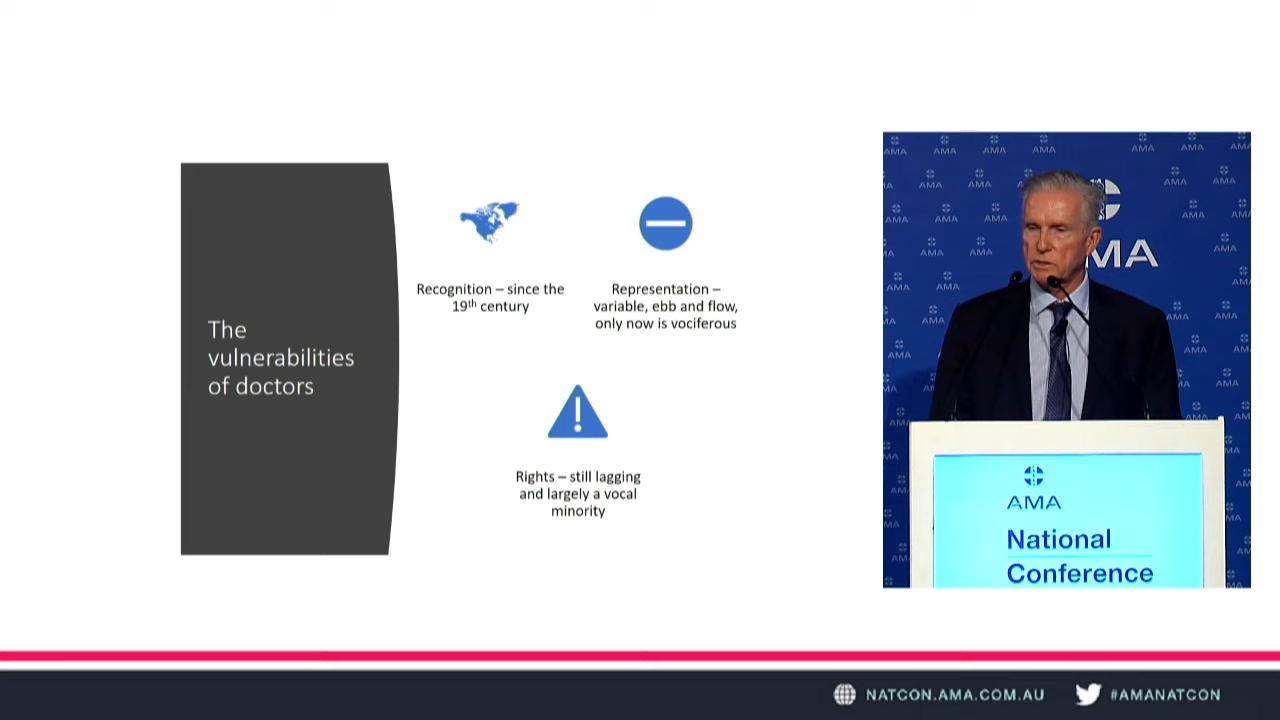 The
vulnerabilities
of doctors
Recognition – since the
19th century
Representation –
variable, ebb and flow,
only now is vociferous
Rights – still lagging
and largely a vocal
minority
AMA
AMA
National
Conference
NATCON.AMA.COM.AU
#AMANATCON